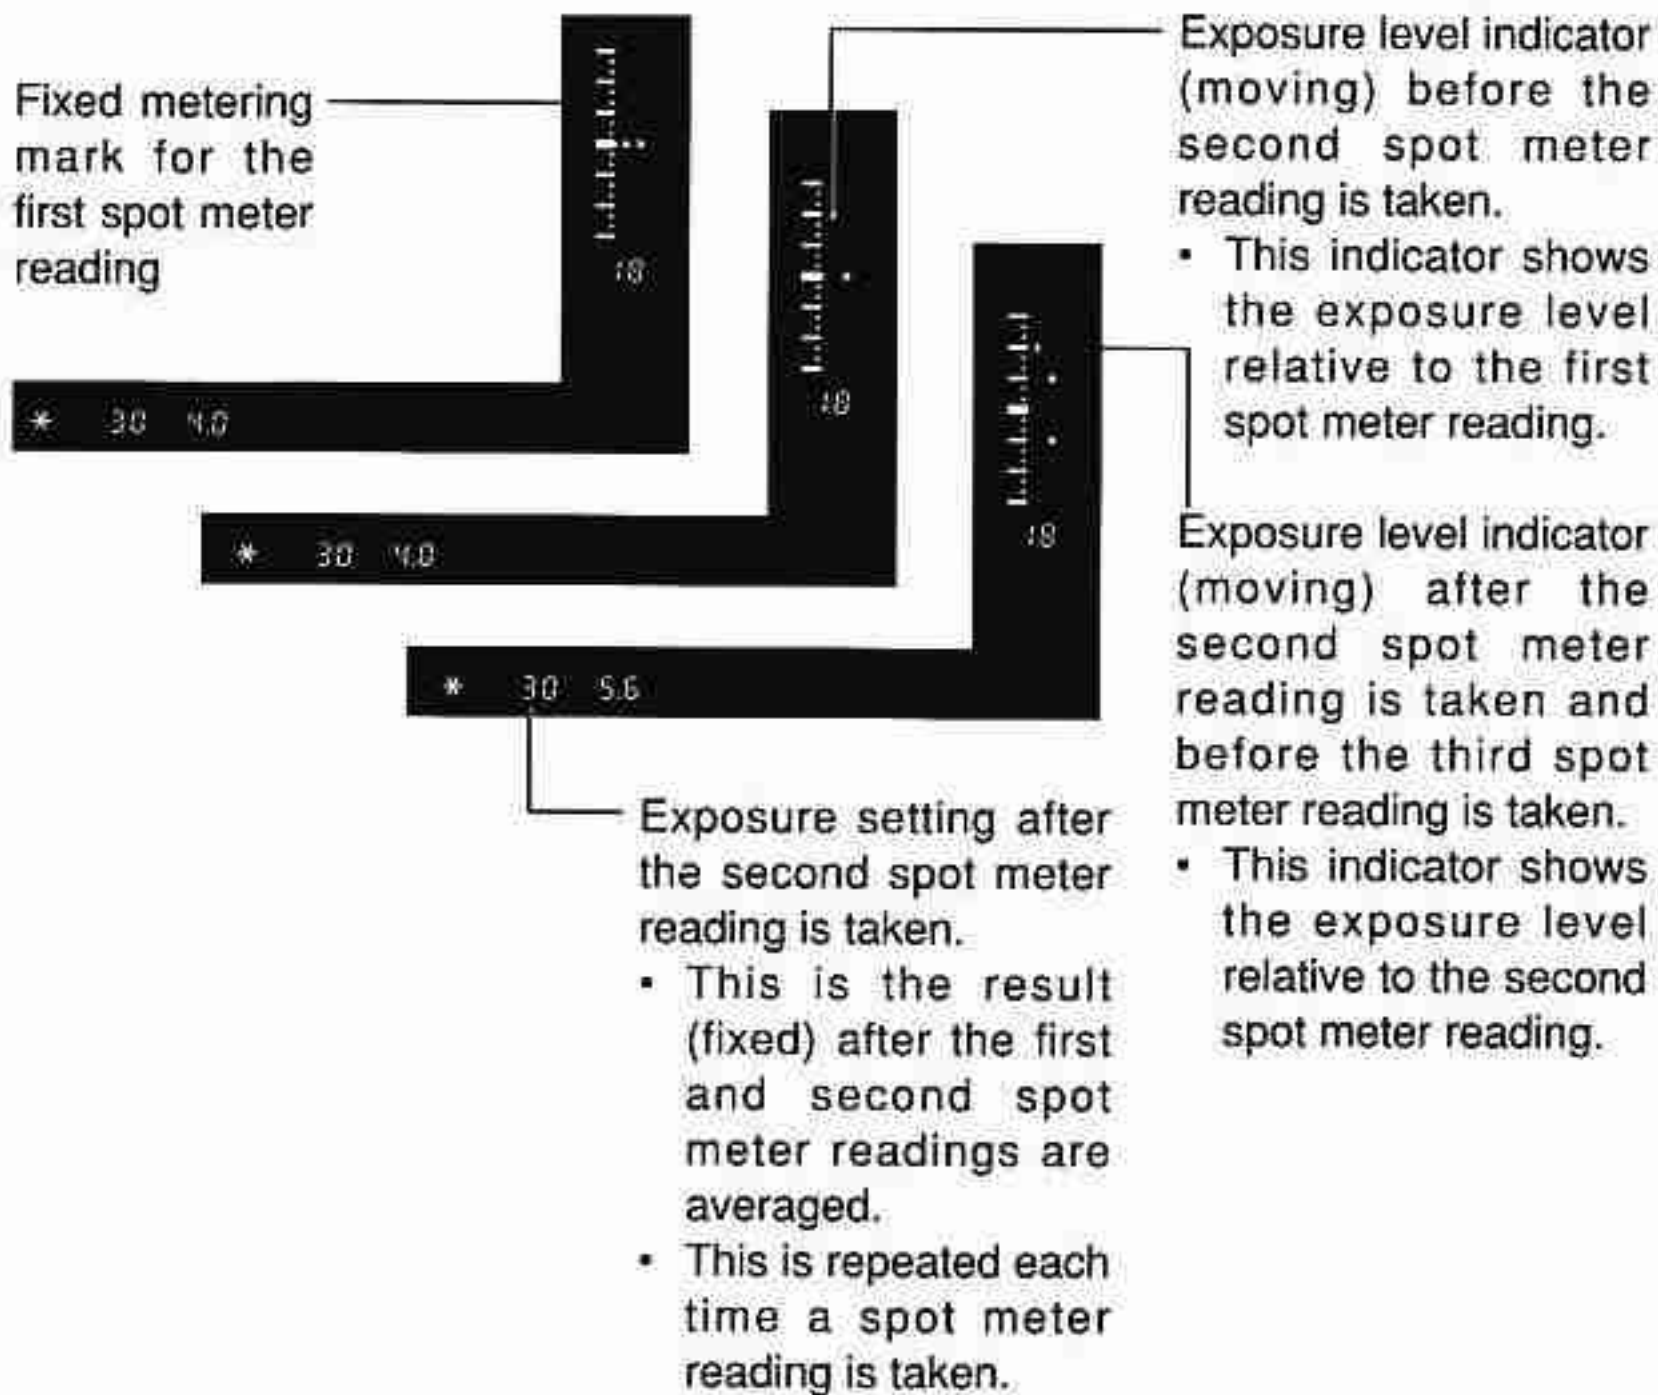 Fixed metering
mark for the
first spot meter
reading
18
* 30 4.0
Exposure level indicator
(moving) before the
second spot meter
reading is taken.
• This indicator shows
the exposure level
relative to the first
spot meter reading.
18
* 30 4.0
Exposure level indicator
(moving) after the
second spot meter
reading is taken and
before the third spot
meter reading is taken.
• This indicator shows
the exposure level
relative to the second
spot meter reading.
18
* 30 5.6
Exposure setting after
the second spot meter
reading is taken.
• This is the result
(fixed) after the first
and second spot
meter readings are
averaged.
• This is repeated each
time a spot meter
reading is taken.